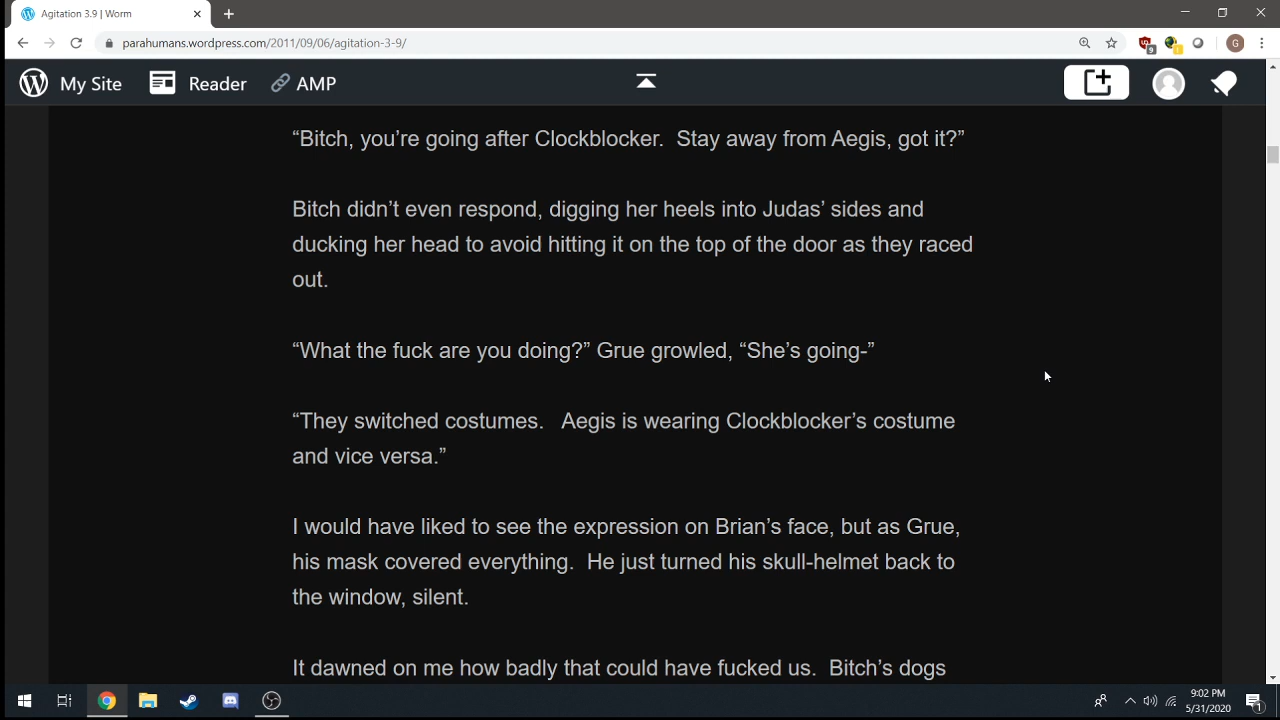 Agitation 3.9 | Worm
parahumans.wordpress.com/2011/09/06/agitation-3-9/
9
G
My Site
Reader
AMP
“Bitch, you’re going after Clockblocker.  Stay away from Aegis, got it?”
Bitch didn’t even respond, digging her heels into Judas’ sides and
ducking her head to avoid hitting it on the top of the door as they raced
out.
“What the fuck are you doing?” Grue growled, “She’s going-”
“They switched costumes.   Aegis is wearing Clockblocker’s costume
and vice versa.”
I would have liked to see the expression on Brian’s face, but as Grue,
his mask covered everything.  He just turned his skull-helmet back to
the window, silent.
It dawned on me how badly that could have fucked us.  Bitch’s dogs
9:02 PM
5/31/2020
1